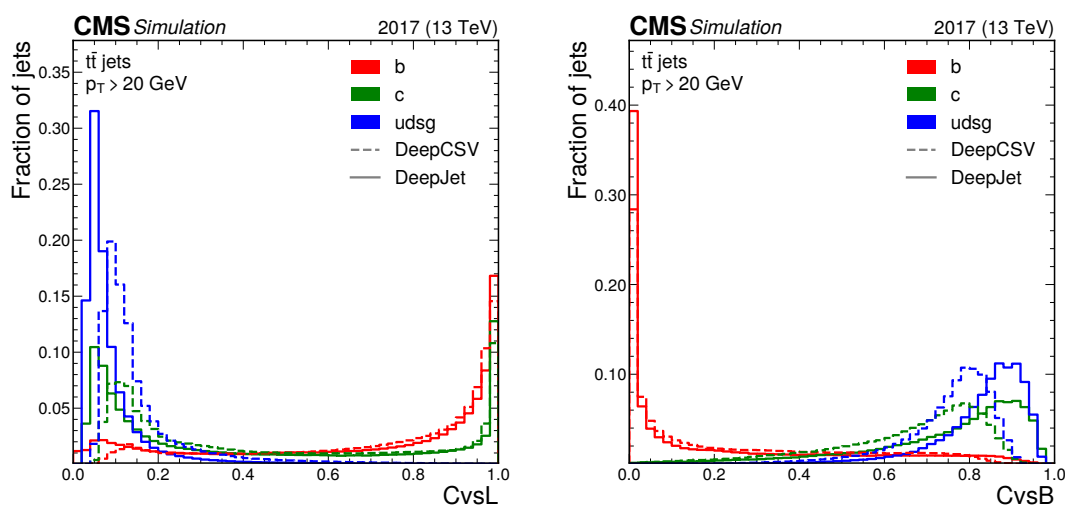 CMS Simulation 2017 (13 TeV)
tt̄ jets
p_T > 20 GeV
b
c
udsg
DeepCSV
DeepJet
Fraction of jets
0.35
0.30
0.25
0.20
0.15
0.10
0.05
0.0 0.2 0.4 0.6 0.8 1.0
CvsL
CMS Simulation 2017 (13 TeV)
tt̄ jets
p_T > 20 GeV
b
c
udsg
DeepCSV
DeepJet
Fraction of jets
0.40
0.30
0.20
0.10
0.0 0.2 0.4 0.6 0.8 1.0
CvsB